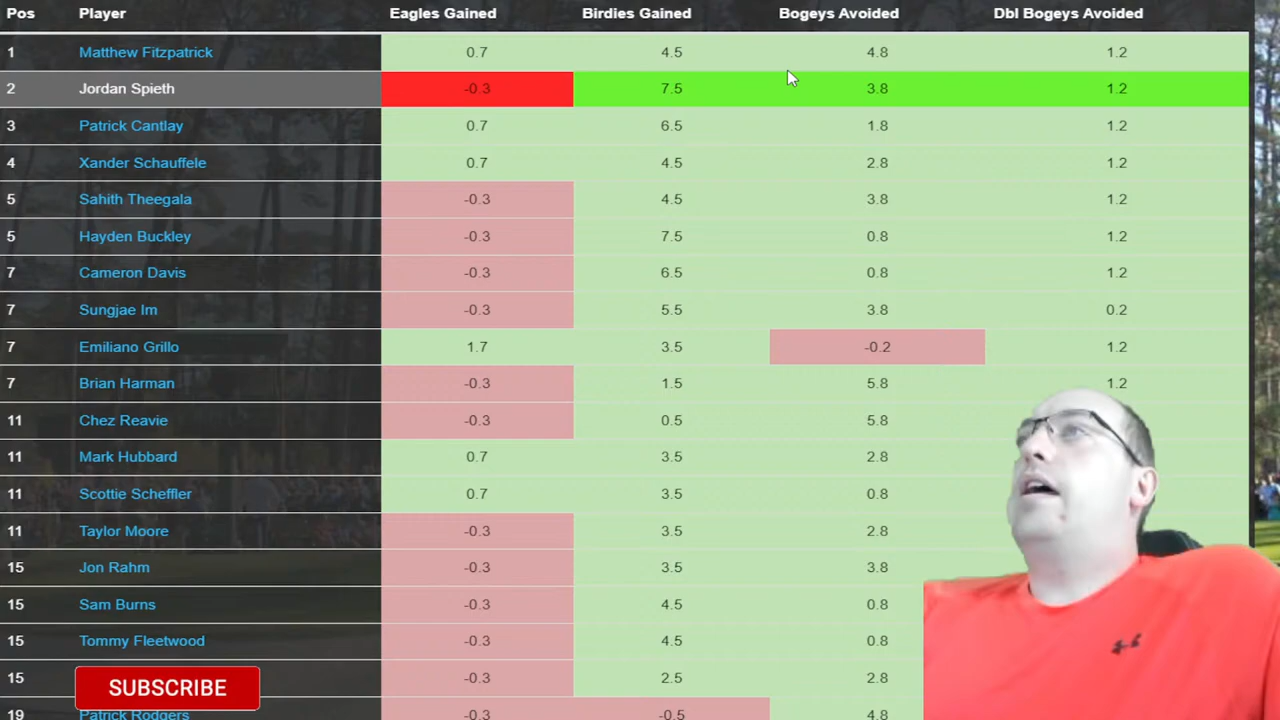 Pos Player Eagles Gained Birdies Gained Bogeys Avoided Dbl Bogeys Avoided
1 Matthew Fitzpatrick 0.7 4.5 4.8 1.2
2 Jordan Spieth -0.3 7.5 3.8 1.2
3 Patrick Cantlay 0.7 6.5 1.8 1.2
4 Xander Schauffele 0.7 4.5 2.8 1.2
5 Sahith Theegala -0.3 4.5 3.8 1.2
5 Hayden Buckley -0.3 7.5 0.8 1.2
7 Cameron Davis -0.3 6.5 0.8 1.2
7 Sungjae Im -0.3 5.5 3.8 0.2
7 Emiliano Grillo 1.7 3.5 -0.2 1.2
7 Brian Harman -0.3 1.5 5.8 1.2
11 Chez Reavie -0.3 0.5 5.8
11 Mark Hubbard 0.7 3.5 2.8
11 Scottie Scheffler 0.7 3.5 0.8
11 Taylor Moore -0.3 3.5 2.8
15 Jon Rahm -0.3 3.5 3.8
15 Sam Burns -0.3 4.5 0.8
15 Tommy Fleetwood -0.3 4.5 0.8
15 -0.3 2.5 2.8
SUBSCRIBE
19 Patrick Rodgers -0.3 -0.5 4.8